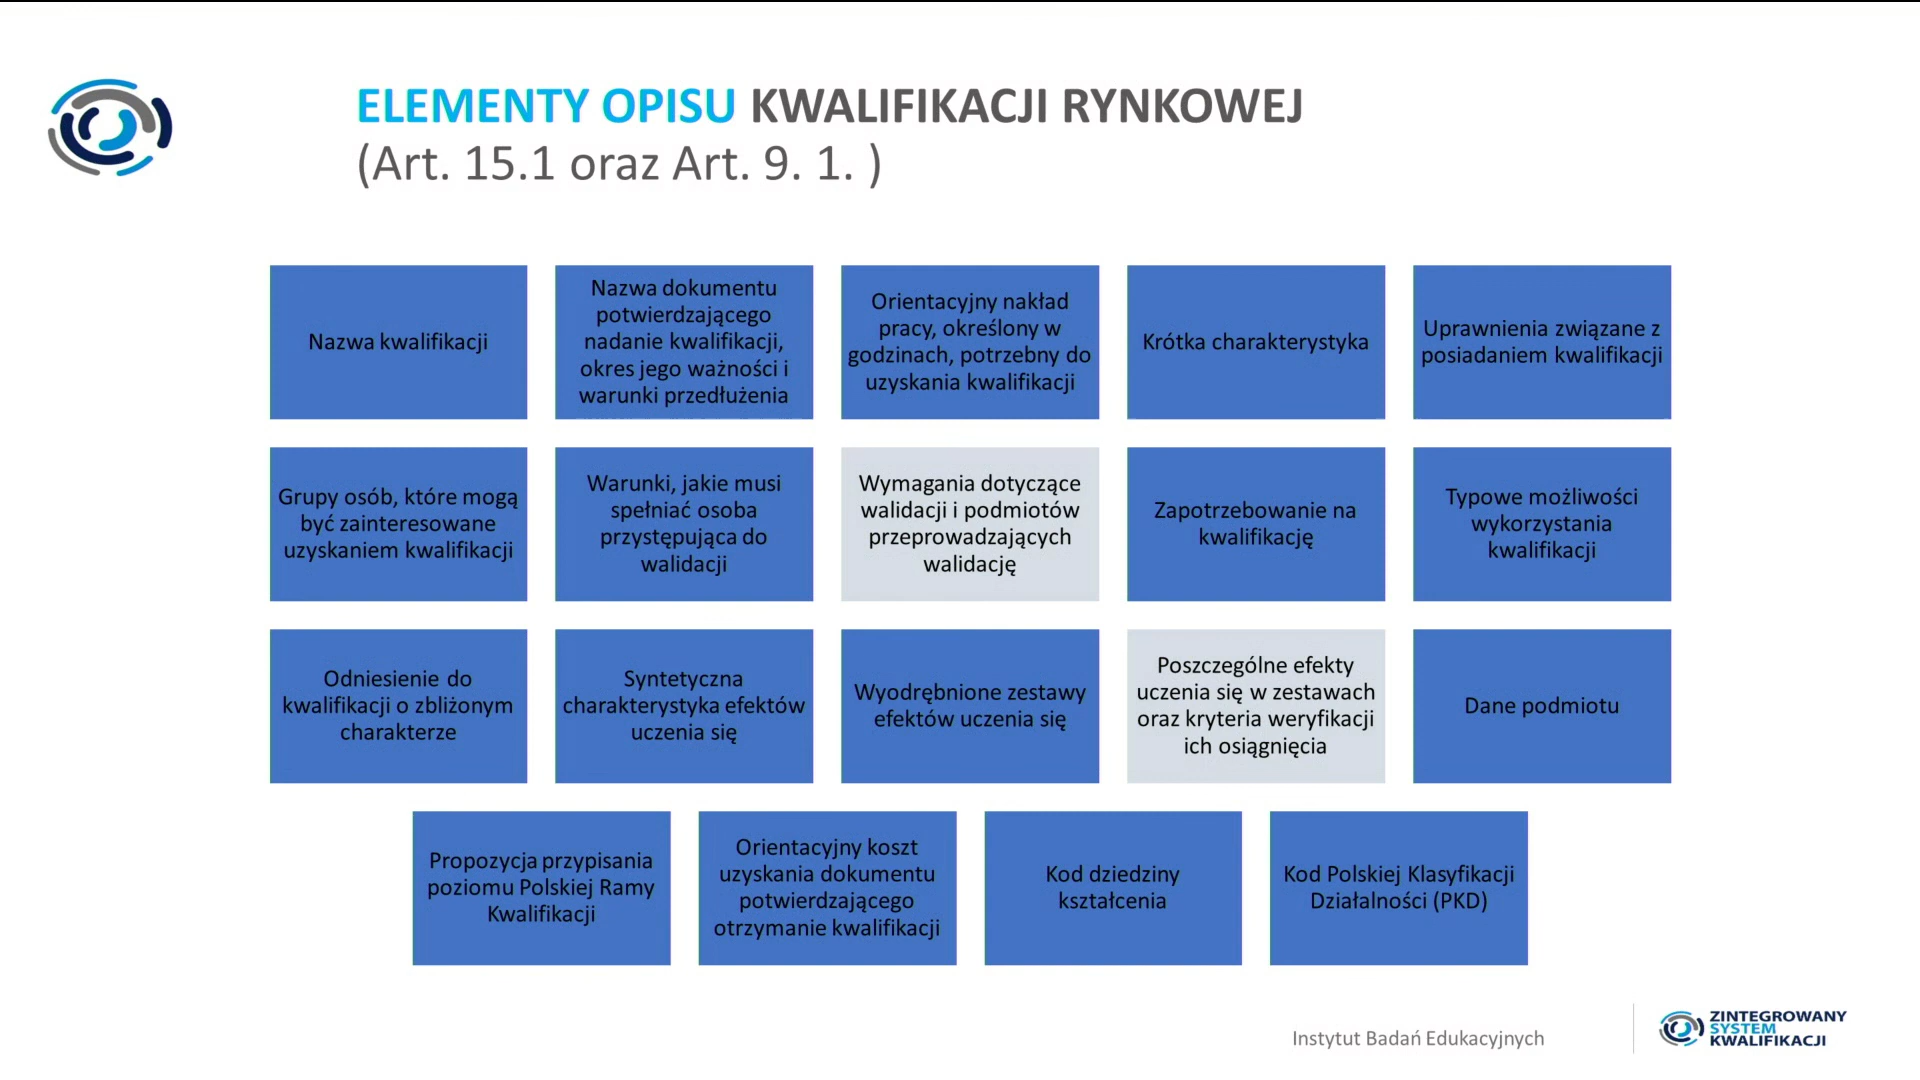 ELEMENTY OPISU KWALIFIKACJI RYNKOWEJ
(Art. 15.1 oraz Art. 9. 1. )
Nazwa kwalifikacji
Nazwa dokumentu
potwierdzającego
nadanie kwalifikacji,
okres jego ważności i
warunki przedłużenia
Orientacyjny nakład
pracy, określony w
godzinach, potrzebny do
uzyskania kwalifikacji
Krótka charakterystyka
Uprawnienia związane z
posiadaniem kwalifikacji
Grupy osób, które mogą
być zainteresowane
uzyskaniem kwalifikacji
Warunki, jakie musi
spełniać osoba
przystępująca do
walidacji
Wymagania dotyczące
walidacji i podmiotów
przeprowadzających
walidację
Zapotrzebowanie na
kwalifikację
Typowe możliwości
wykorzystania
kwalifikacji
Odniesienie do
kwalifikacji o zbliżonym
charakterze
Syntetyczna
charakterystyka efektów
uczenia się
Wyodrębnione zestawy
efektów uczenia się
Poszczególne efekty
uczenia się w zestawach
oraz kryteria weryfikacji
ich osiągnięcia
Dane podmiotu
Propozycja przypisania
poziomu Polskiej Ramy
Kwalifikacji
Orientacyjny koszt
uzyskania dokumentu
potwierdzającego
otrzymanie kwalifikacji
Kod dziedziny
kształcenia
Kod Polskiej Klasyfikacji
Działalności (PKD)
Instytut Badań Edukacyjnych
ZINTEGROWANY
SYSTEM
KWALIFIKACJI